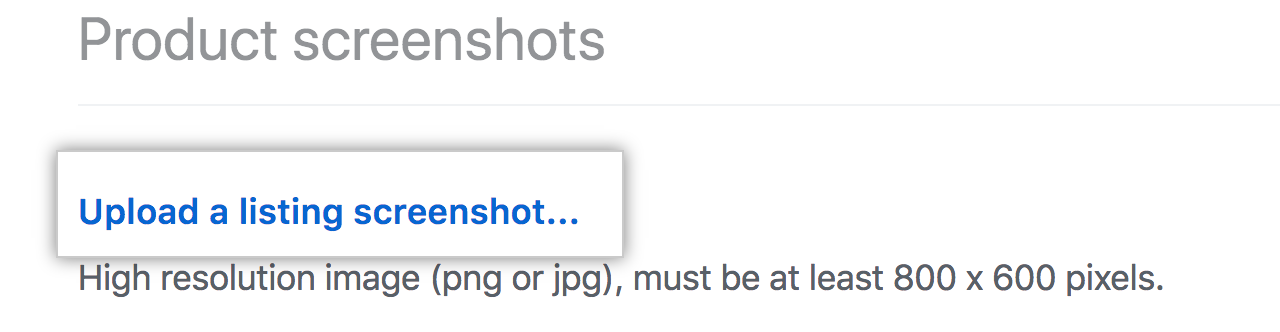 Product screenshots
Upload a listing screenshot...
High resolution image (png or jpg), must be at least 800 x 600 pixels.